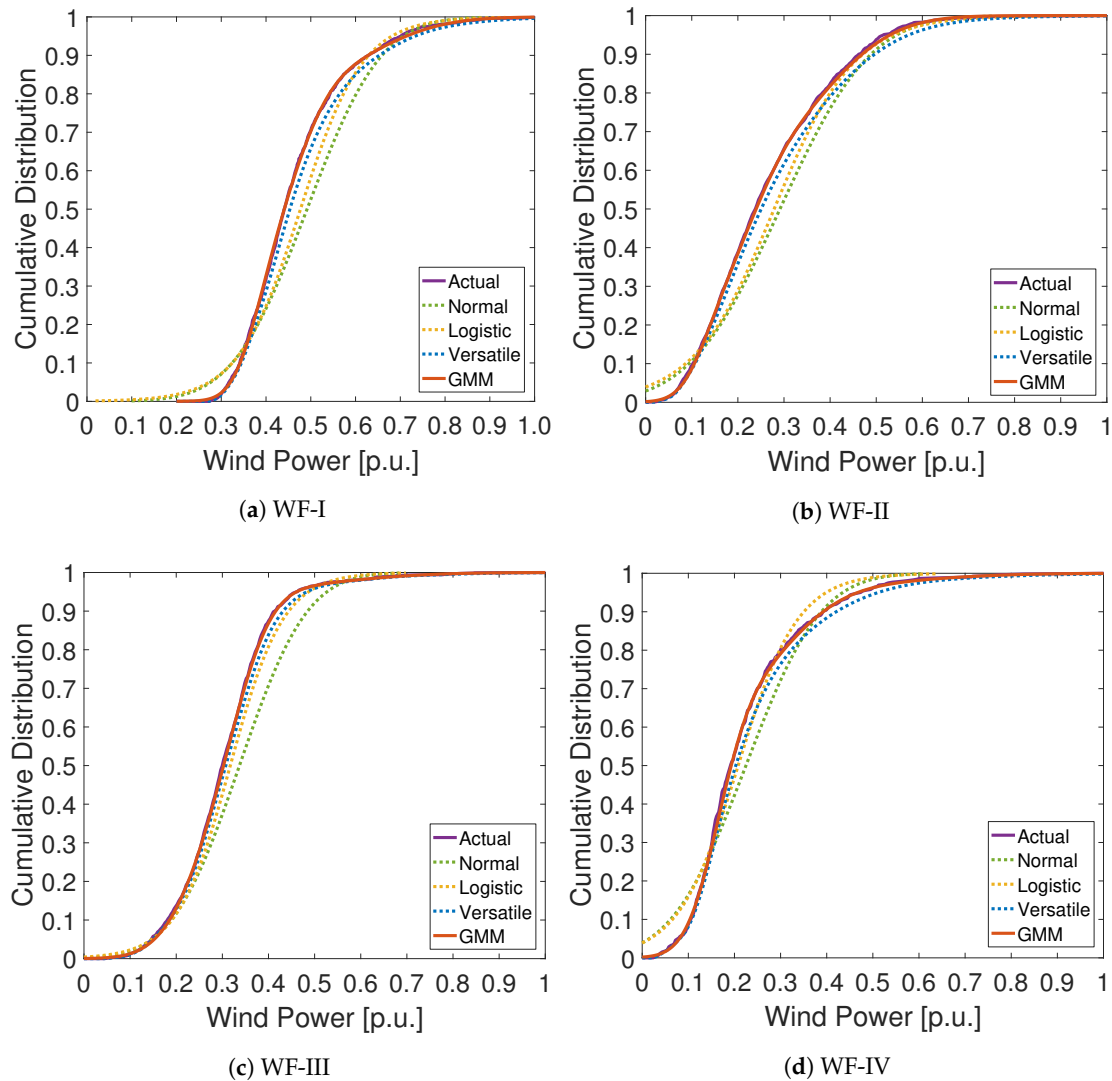 1
0.9
0.8
0.7
0.6
0.5
0.4
0.3
0.2
0.1
0
Cumulative Distribution
Actual
Normal
Logistic
Versatile
GMM
0 0.1 0.2 0.3 0.4 0.5 0.6 0.7 0.8 0.9 1.0
Wind Power [p.u.]
(a) WF-I
1
0.9
0.8
0.7
0.6
0.5
0.4
0.3
0.2
0.1
0
Cumulative Distribution
Actual
Normal
Logistic
Versatile
GMM
0 0.1 0.2 0.3 0.4 0.5 0.6 0.7 0.8 0.9 1
Wind Power [p.u.]
(b) WF-II
1
0.9
0.8
0.7
0.6
0.5
0.4
0.3
0.2
0.1
0
Cumulative Distribution
Actual
Normal
Logistic
Versatile
GMM
0 0.1 0.2 0.3 0.4 0.5 0.6 0.7 0.8 0.9 1
Wind Power [p.u.]
(c) WF-III
1
0.9
0.8
0.7
0.6
0.5
0.4
0.3
0.2
0.1
0
Cumulative Distribution
Actual
Normal
Logistic
Versatile
GMM
0 0.1 0.2 0.3 0.4 0.5 0.6 0.7 0.8 0.9 1
Wind Power [p.u.]
(d) WF-IV